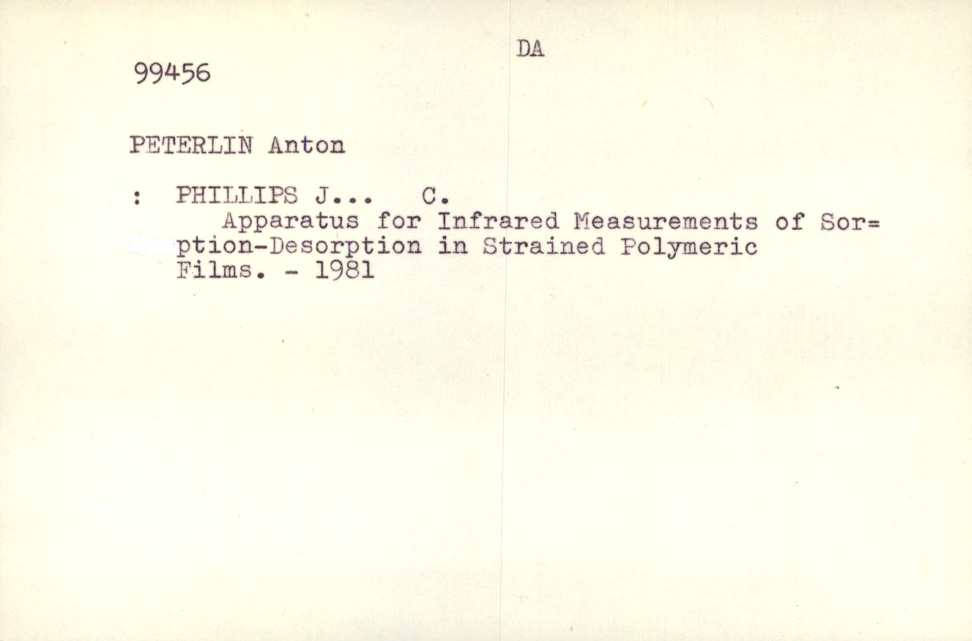 DA
99456
PETERLIN Anton
: PHILLIPS J... C.
Apparatus for Infrared Measurements of Sor=
ption-Desorption in Strained Polymeric
Films. - 1981